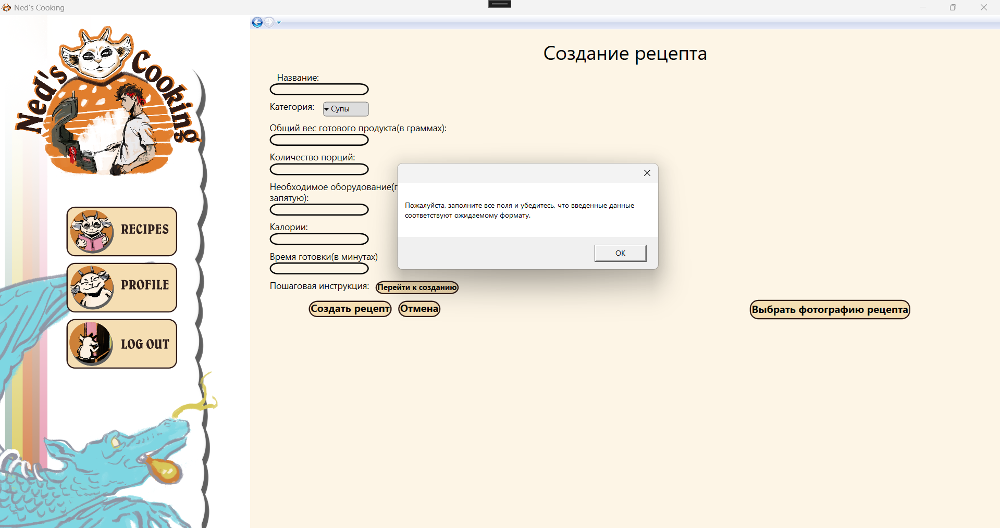 Ned's Cooking
Ned's Cooking
RECIPES
PROFILE
LOG OUT
Создание рецепта
Название:
Категория:
Супы
Общий вес готового продукта(в граммах):
Количество порций:
Необходимое оборудование(
запятую):
Калории:
Время готовки(в минутах)
Пошаговая инструкция:
Перейти к созданию
Создать рецепт
Отмена
Выбрать фотографию рецепта
Пожалуйста, заполните все поля и убедитесь, что введенные данные
соответствуют ожидаемому формату.
OK